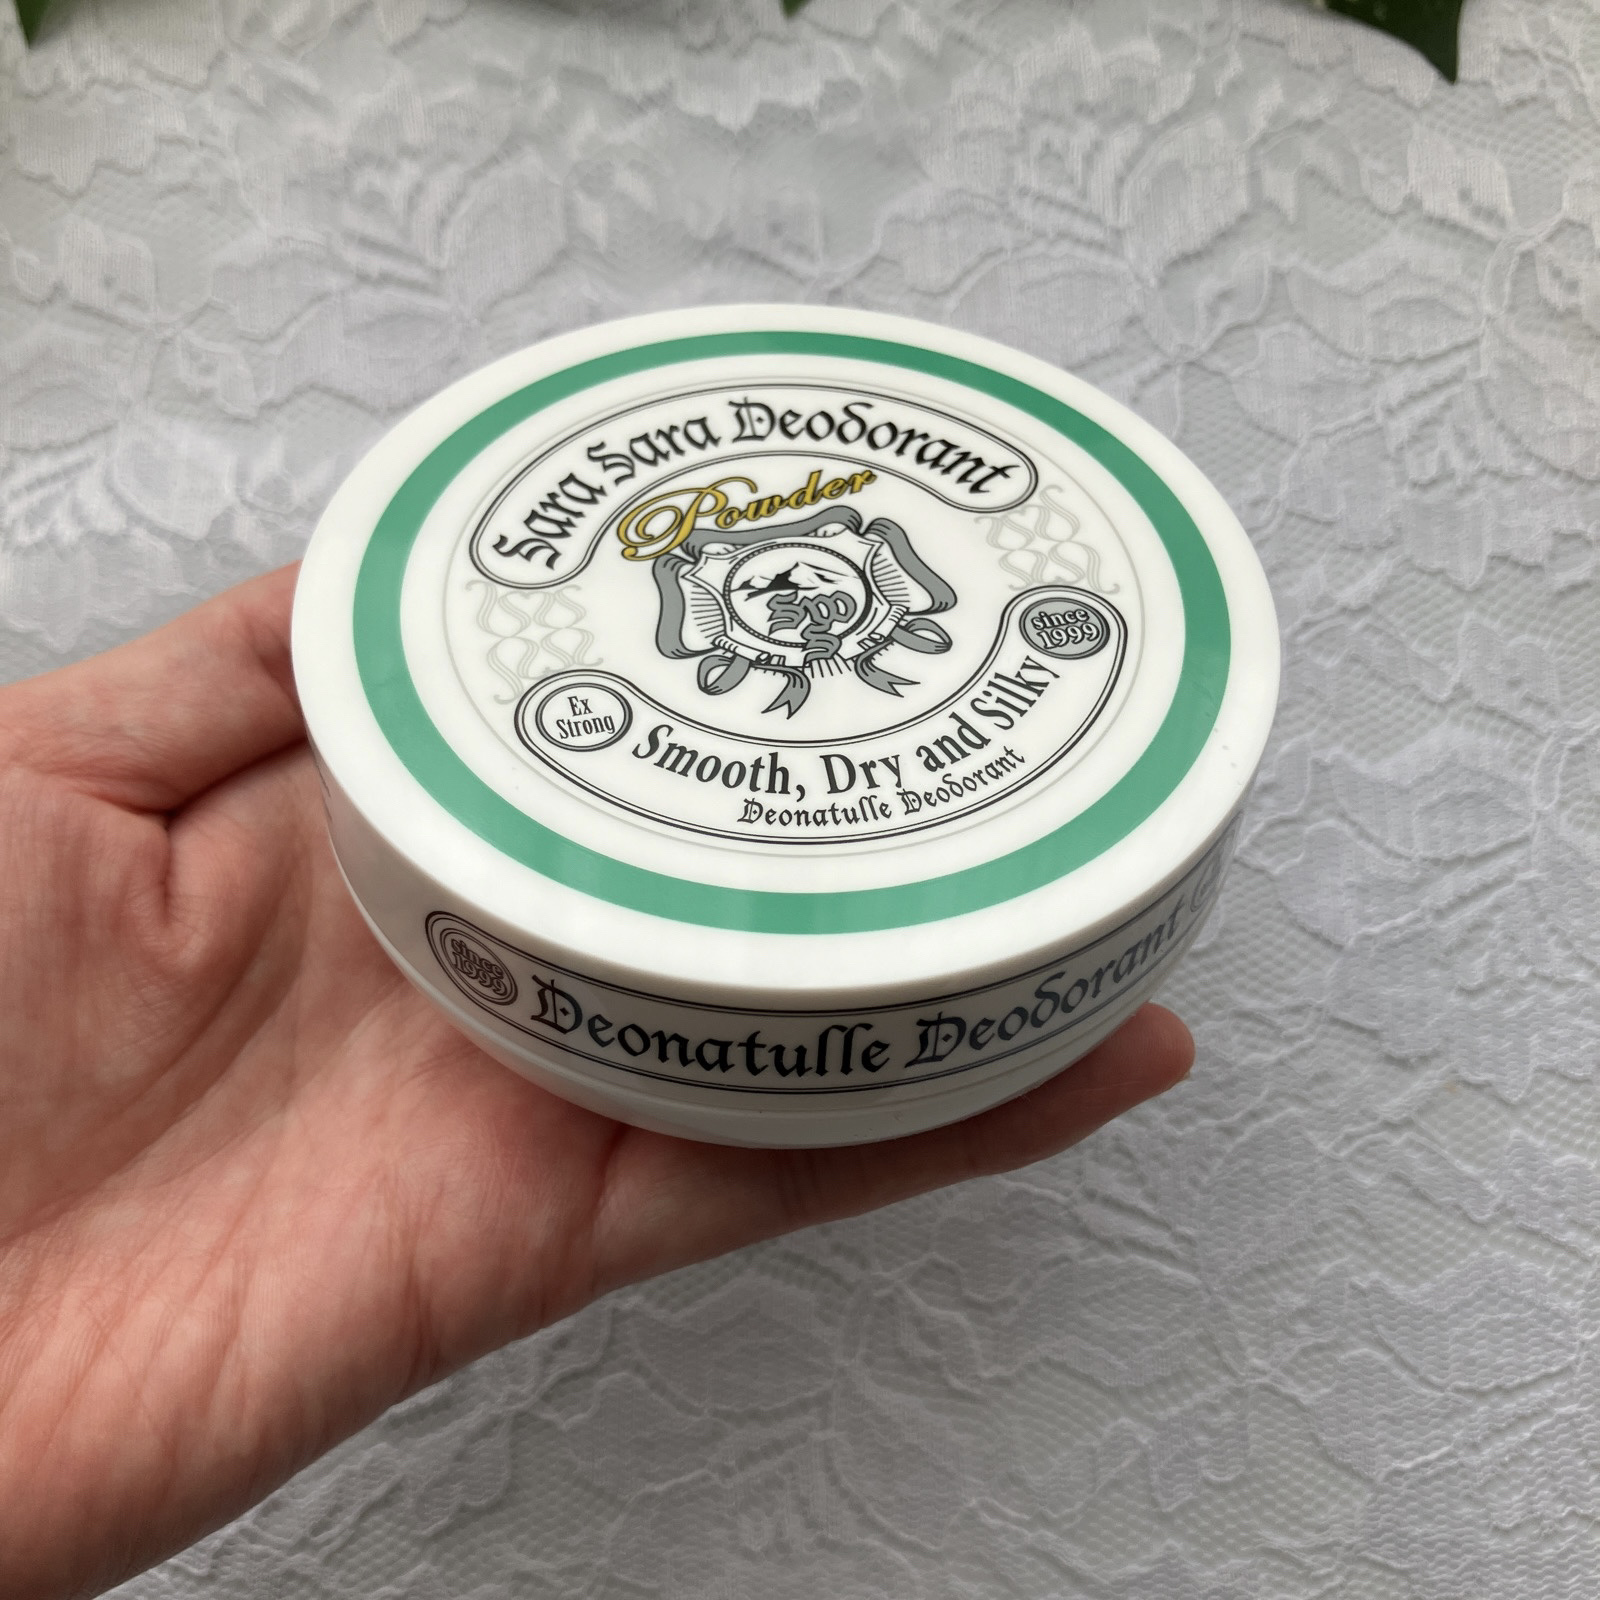 Sara Sara Deodorant
Powder
since
1999
Ex
Strong
Smooth, Dry and Silky
Deonatulle Deodorant
since
1999
Deonatulle Deodorant